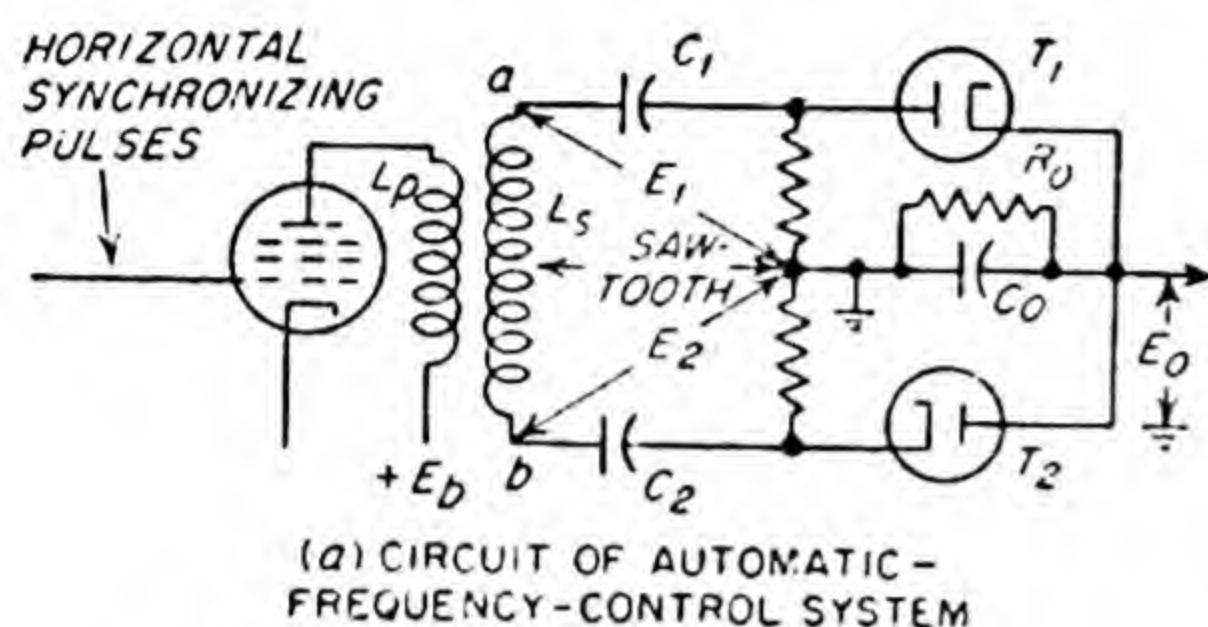 HORIZONTAL
SYNCHRONIZING
PULSES
Lp
+Eb
a
b
Ls
C1
C2
E1
SAW-
TOOTH
E2
T1
R0
C0
E0
T2
(a) CIRCUIT OF AUTOMATIC-
FREQUENCY-CONTROL SYSTEM